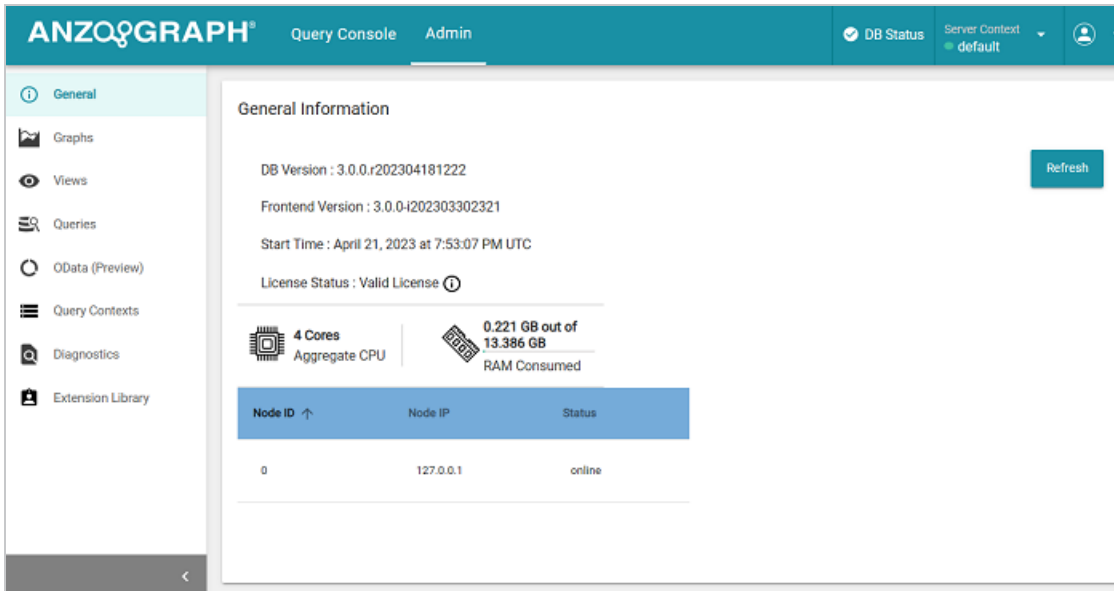 ANZOGRAPH®
Query Console
Admin
DB Status
Server Context
default
General
Graphs
Views
Queries
OData (Preview)
Query Contexts
Diagnostics
Extension Library
General Information
Refresh
DB Version : 3.0.0.r202304181222
Frontend Version : 3.0.0-i202303302321
Start Time : April 21, 2023 at 7:53:07 PM UTC
License Status : Valid License
4 Cores
Aggregate CPU
0.221 GB out of
13.386 GB
RAM Consumed
Node ID ↑ Node IP Status
0 127.0.0.1 online